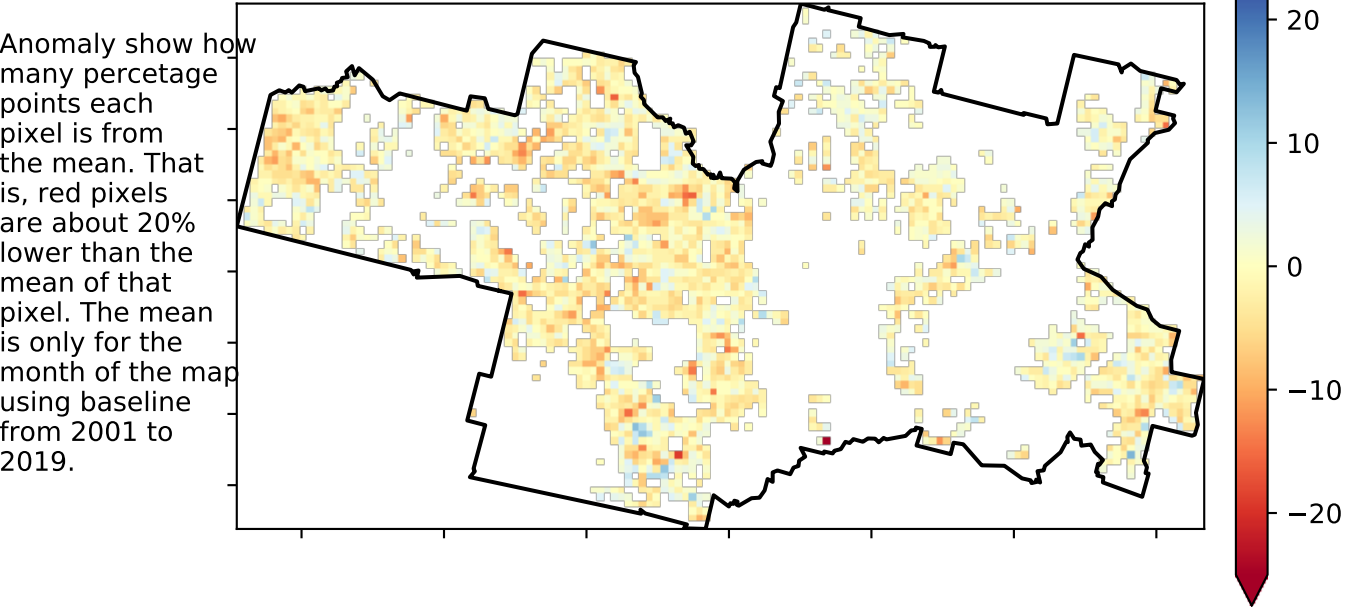 Anomaly show how
many percetage
points each
pixel is from
the mean. That
is, red pixels
are about 20%
lower than the
mean of that
pixel. The mean
is only for the
month of the map
using baseline
from 2001 to
2019.
20
10
0
−10
−20